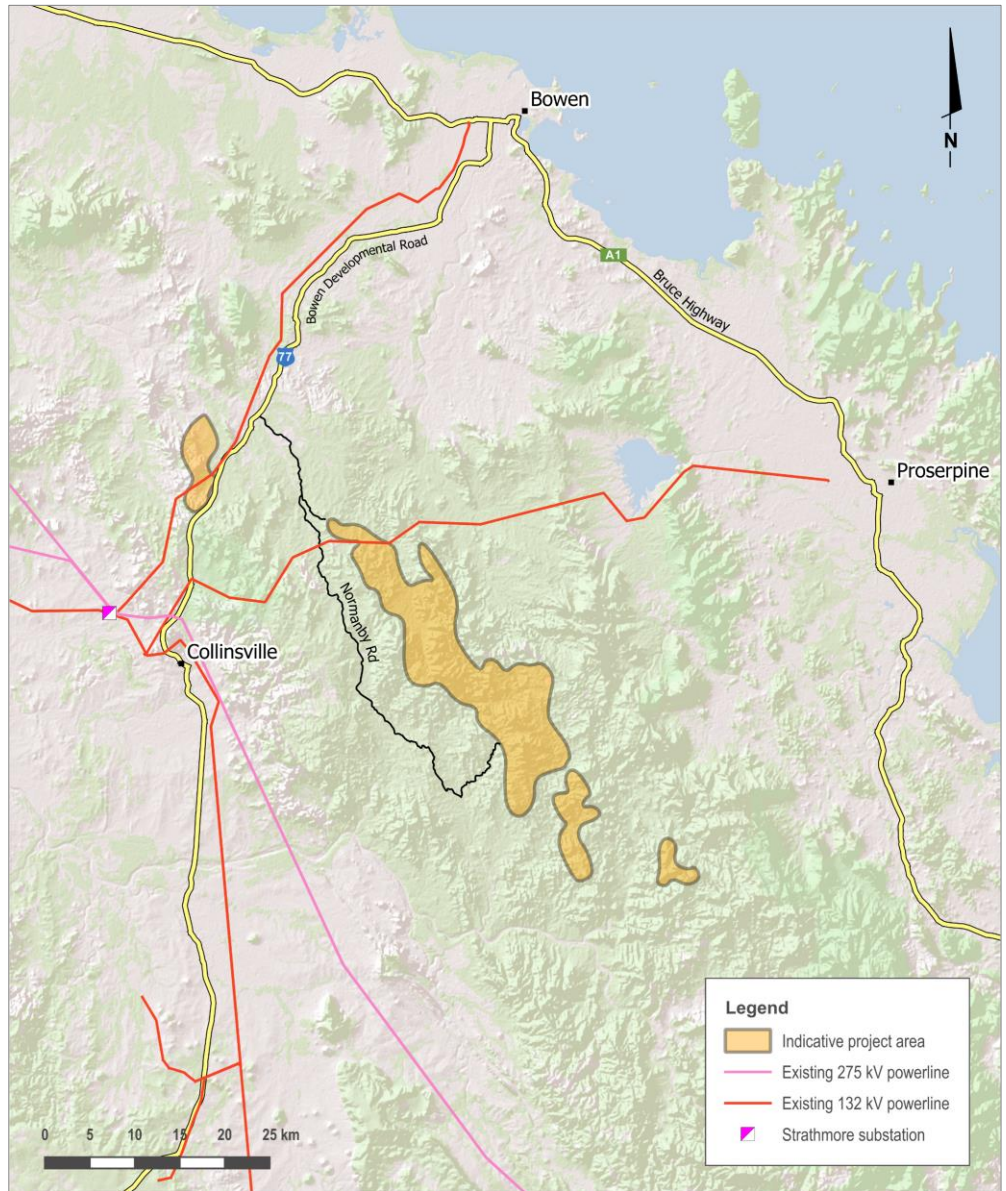 Bowen
N
Bowen Developmental Road
A1
Bruce Highway
77
Proserpine
Normanby Rd
Collinsville
Legend
Indicative project area
Existing 275 kV powerline
Existing 132 kV powerline
Strathmore substation
0 5 10 15 20 25 km